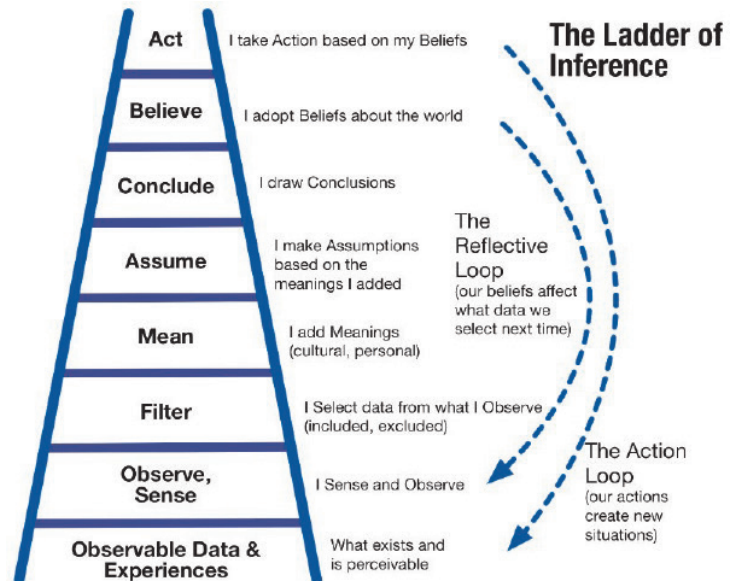 The Ladder of
Inference
Act
I take Action based on my Beliefs
Believe
I adopt Beliefs about the world
Conclude
I draw Conclusions
Assume
I make Assumptions
based on the
meanings I added
Mean
I add Meanings
(cultural, personal)
Filter
I Select data from what I Observe
(included, excluded)
Observe,
Sense
I Sense and Observe
Observable Data &
Experiences
What exists and
is perceivable
The
Reflective
Loop
(our beliefs affect
what data we
select next time)
The Action
Loop
(our actions
create new
situations)